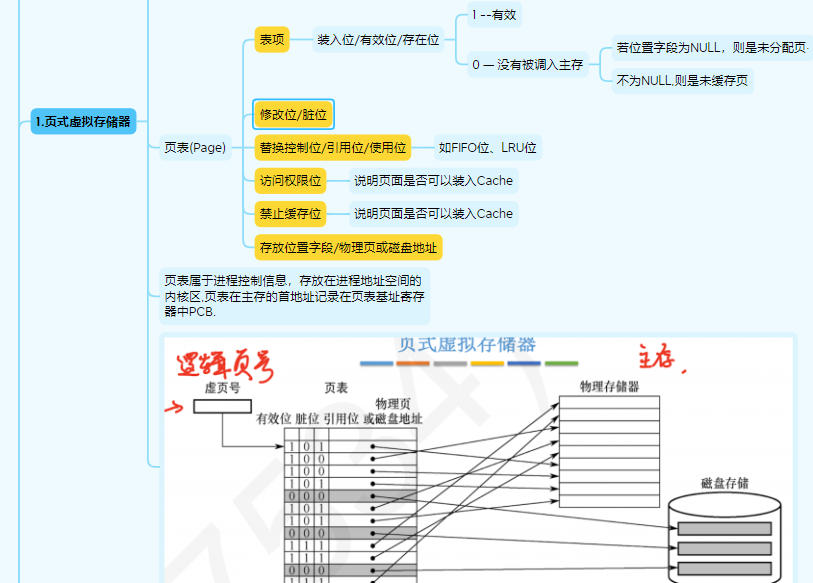 1 --有效
表项
装入位/有效位/存在位
若位置字段为NULL，则是未分配页·
0 — 没有被调入主存
不为NULL,则是未缓存页
1.页式虚拟存储器
修改位/脏位
页表(Page)
替换控制位/引用位/使用位
如FIFO位、LRU位
访问权限位
说明页面是否可以装入Cache
禁止缓存位
说明页面是否可以装入Cache
存放位置字段/物理页或磁盘地址
页表属于进程控制信息，存放在进程地址空间的
内核区.页表在主存的首地址记录在页表基址寄存
器中PCB.
页式虚拟存储器
逻辑页号
主存.
虚页号
页表
物理存储器
物理页
有效位 脏位 引用位 或磁盘地址
1 0 1
1 0 0
1 0 0
1 0 1
0 0 0
1 0 0
1 0 1
0 0 0
1 1 1
1 1 1
0 0 0
1 1 1
磁盘存储